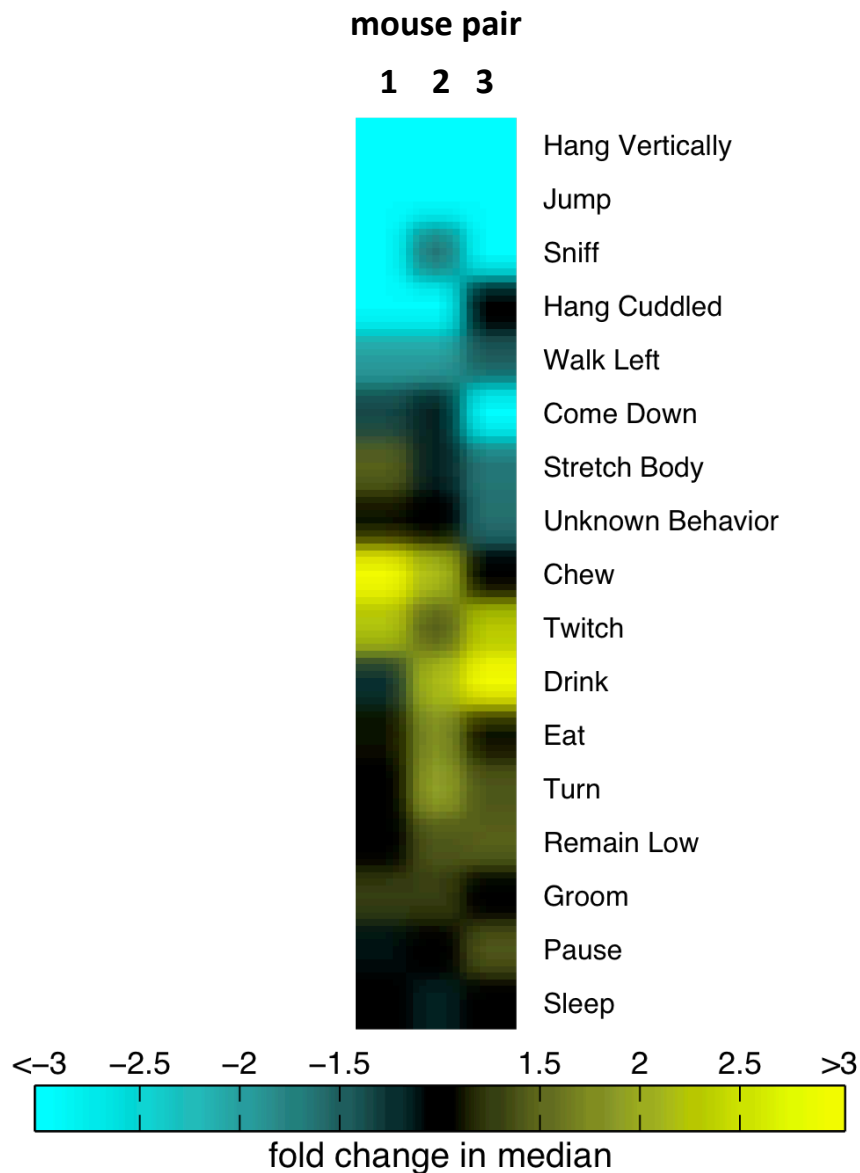 mouse pair
1 2 3
Hang Vertically
Jump
Sniff
Hang Cuddled
Walk Left
Come Down
Stretch Body
Unknown Behavior
Chew
Twitch
Drink
Eat
Turn
Remain Low
Groom
Pause
Sleep
<−3 −2.5 −2 −1.5 1.5 2 2.5 >3
fold change in median